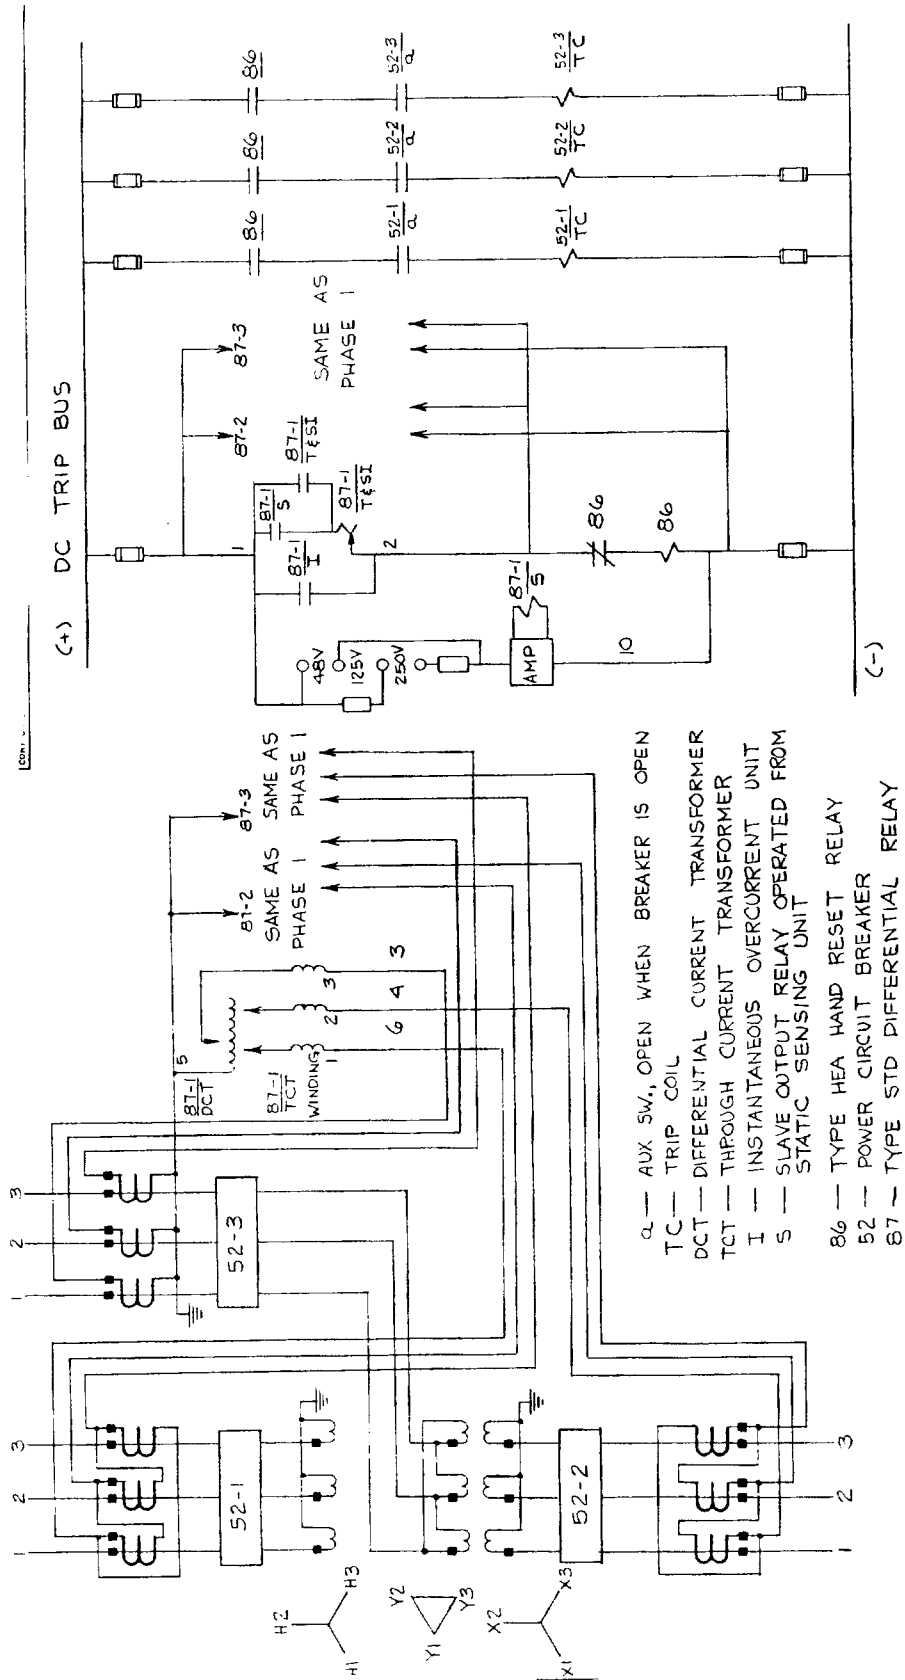 (+) DC TRIP BUS
1
87-1
I
87-1
S
87-1
T&SI
87-1
T&SI
2
87-2
87-3
SAME AS
PHASE 1
86
86
86
52-1
a
52-2
a
52-3
a
52-1
TC
52-2
TC
52-3
TC
48V
125V
250V
AMP
87-1
S
10
86
86
(-)
1
2
3
52-1
1
2
3
52-3
H2
H1
H3
Y2
Y1
Y3
X2
X1
X3
52-2
1
2
3
87-1
DCT
5
87-1
TCT
WINDING
1
2
3
6
4
3
87-2
SAME AS
PHASE 1
87-3
SAME AS
PHASE 1
a — AUX SW., OPEN WHEN BREAKER IS OPEN
TC — TRIP COIL
DCT — DIFFERENTIAL CURRENT TRANSFORMER
TCT — THROUGH CURRENT TRANSFORMER
I — INSTANTANEOUS OVERCURRENT UNIT
S — SLAVE OUTPUT RELAY OPERATED FROM
STATIC SENSING UNIT
86 — TYPE HEA HAND RESET RELAY
52 — POWER CIRCUIT BREAKER
87 — TYPE STD DIFFERENTIAL RELAY